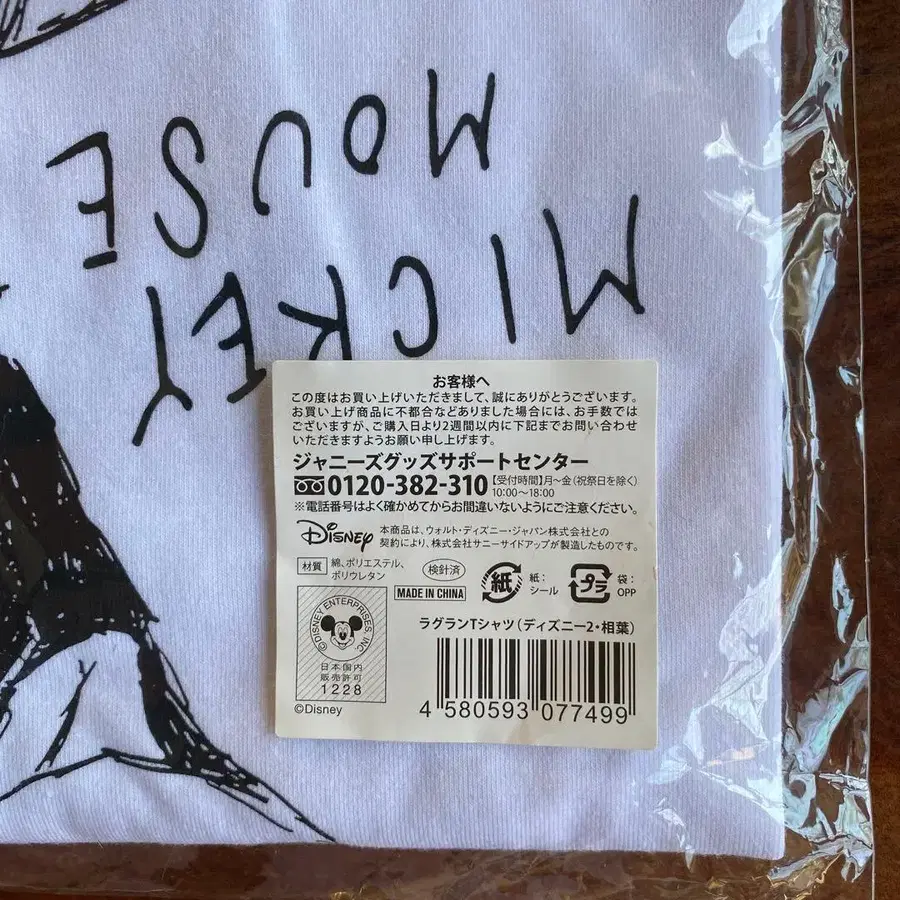 MICKEY
MOUSE
お客様へ
この度はお買い上げいただきまして、誠にありがとうございます。
お買い上げ商品に不都合などありました場合には、お手数では
ございますが、ご購入日より2週間以内に下記までお問い合わせ
いただきますようお願い申し上げます。
ジャニーズグッズサポートセンター
0120-382-310【受付時間】月~金(祝祭日を除く)
10:00~18:00
※電話番号はよく確かめてからお間違いないようにご注意ください。
Disney 本商品は、ウォルト・ディズニー・ジャパン株式会社との
契約により、株式会社サニーサイドアップが製造したものです。
材質 綿、ポリエステル、
ポリウレタン
検針済
MADE IN CHINA
紙 紙:
シール
プラ 袋:
OPP
©DISNEY ENTERPRISES, INC.
日本国内
販売許可
1228
©Disney
ラグランTシャツ(ディズニー2・相葉)
4 580593 077499